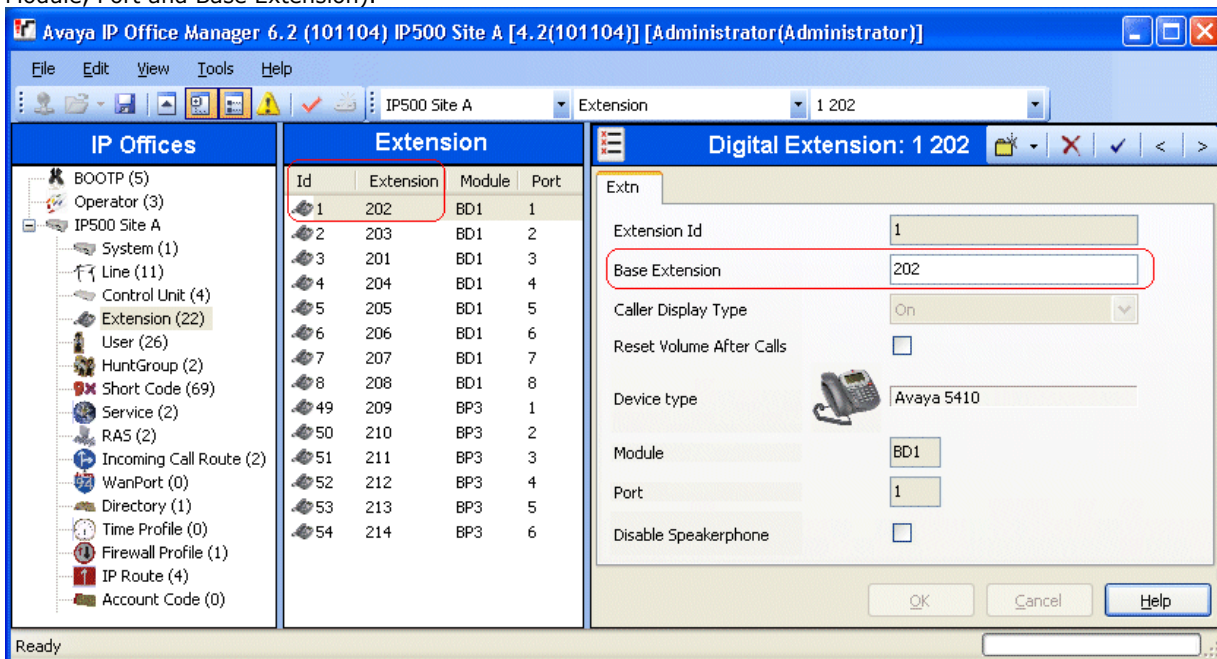 Module, Port and Base Extension).
Avaya IP Office Manager 6.2 (101104) IP500 Site A [4.2(101104)] [Administrator(Administrator)]
File Edit View Tools Help
IP500 Site A Extension 1 202
IP Offices
BOOTP (5)
Operator (3)
IP500 Site A
System (1)
Line (11)
Control Unit (4)
Extension (22)
User (26)
HuntGroup (2)
Short Code (69)
Service (2)
RAS (2)
Incoming Call Route (2)
WanPort (0)
Directory (1)
Time Profile (0)
Firewall Profile (1)
IP Route (4)
Account Code (0)
Extension
Id Extension Module Port
1 202 BD1 1
2 203 BD1 2
3 201 BD1 3
4 204 BD1 4
5 205 BD1 5
6 206 BD1 6
7 207 BD1 7
8 208 BD1 8
49 209 BP3 1
50 210 BP3 2
51 211 BP3 3
52 212 BP3 4
53 213 BP3 5
54 214 BP3 6
Digital Extension: 1 202
Extn
Extension Id 1
Base Extension 202
Caller Display Type On
Reset Volume After Calls
Device type Avaya 5410
Module BD1
Port 1
Disable Speakerphone
OK Cancel Help
Ready